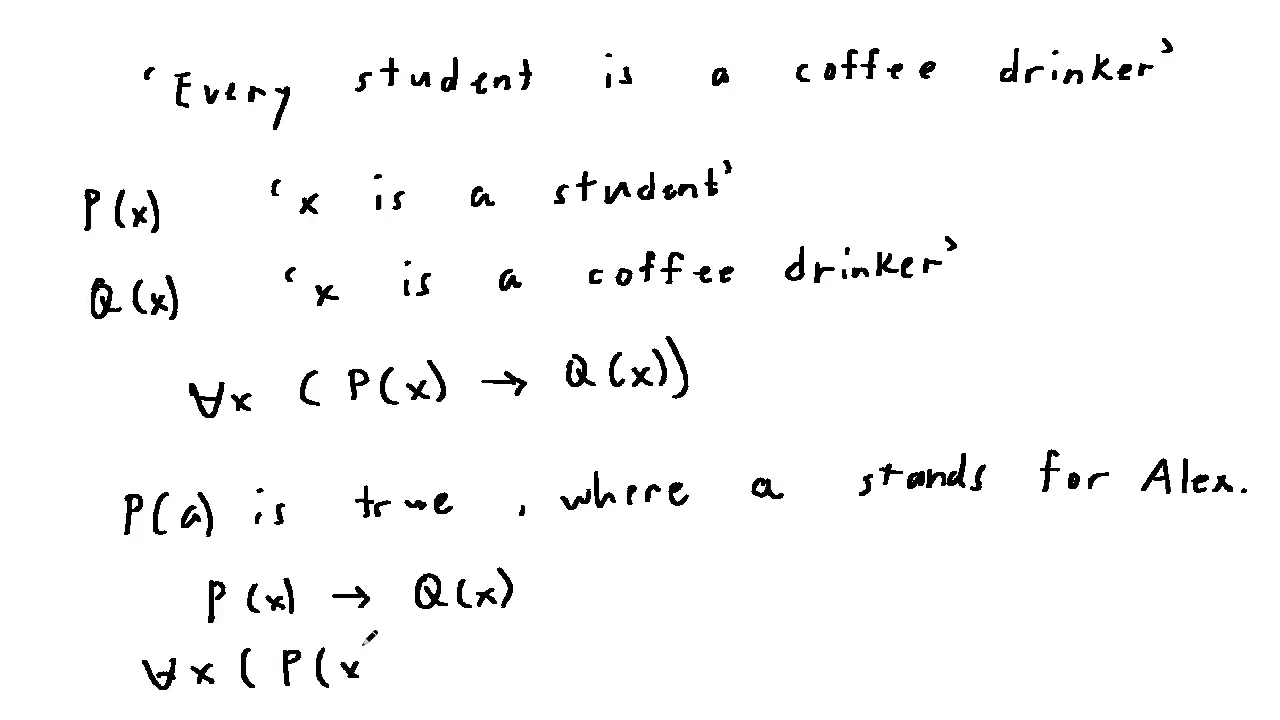 ‘Every student is a coffee drinker’
P(x) ‘x is a student’
Q(x) ‘x is a coffee drinker’
∀x (P(x) → Q(x))
P(a) is true, where a stands for Alex.
P(x) → Q(x)
∀x ( P(x